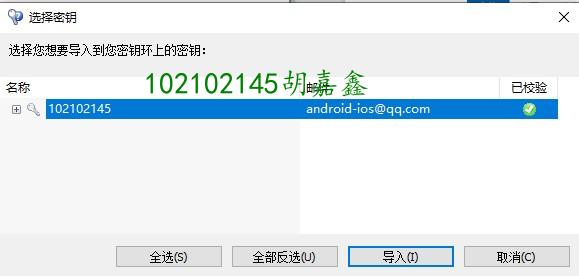 选择密钥
选择您想要导入到您密钥环上的密钥：
102102145胡嘉鑫
名称
已校验
102102145 android-ios@qq.com
全选(S) 全部反选(U) 导入(I) 取消(C)